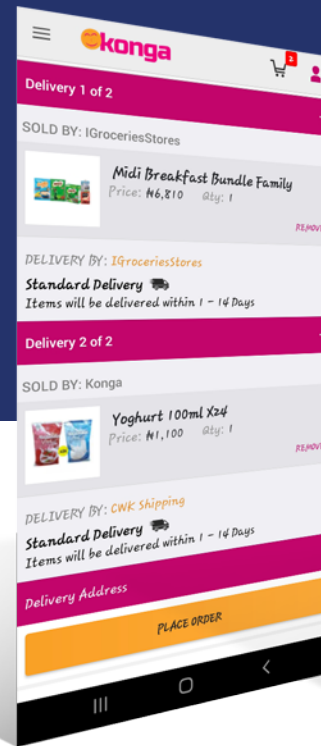 konga
2
Delivery 1 of 2
SOLD BY: IGroceriesStores
Midi Breakfast Bundle Family
Price: ₦6,810 Qty: 1
REMOVE
DELIVERY BY: IGroceriesStores
Standard Delivery
Items will be delivered within 1 - 14 Days
Delivery 2 of 2
SOLD BY: Konga
Yoghurt 100ml X24
Price: ₦1,100 Qty: 1
REMOVE
DELIVERY BY: CWK Shipping
Standard Delivery
Items will be delivered within 1 - 14 Days
Delivery Address
PLACE ORDER